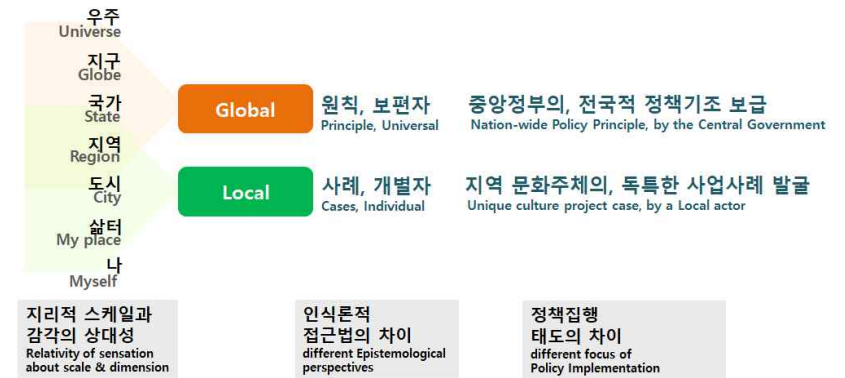 우주
Universe
지구
Globe
국가
State
지역
Region
도시
City
삶터
My place
나
Myself
Global
원칙, 보편자
Principle, Universal
중앙정부의, 전국적 정책기조 보급
Nation-wide Policy Principle, by the Central Government
Local
사례, 개별자
Cases, Individual
지역 문화주체의, 독특한 사업사례 발굴
Unique culture project case, by a Local actor
지리적 스케일과
감각의 상대성
Relativity of sensation
about scale & dimension
인식론적
접근법의 차이
different Epistemological
perspectives
정책집행
태도의 차이
different focus of
Policy Implementation